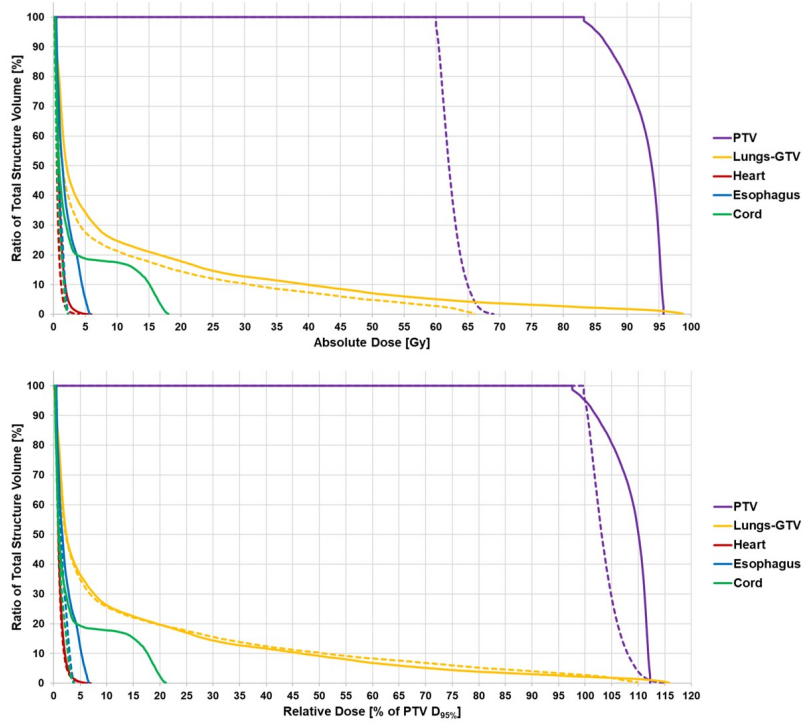 100
90
80
70
60
50
40
30
20
10
0
Ratio of Total Structure Volume [%]
0 5 10 15 20 25 30 35 40 45 50 55 60 65 70 75 80 85 90 95 100
Absolute Dose [Gy]
PTV
Lungs-GTV
Heart
Esophagus
Cord
100
90
80
70
60
50
40
30
20
10
0
Ratio of Total Structure Volume [%]
0 5 10 15 20 25 30 35 40 45 50 55 60 65 70 75 80 85 90 95 100 105 110 115 120
Relative Dose [% of PTV D95%]
PTV
Lungs-GTV
Heart
Esophagus
Cord